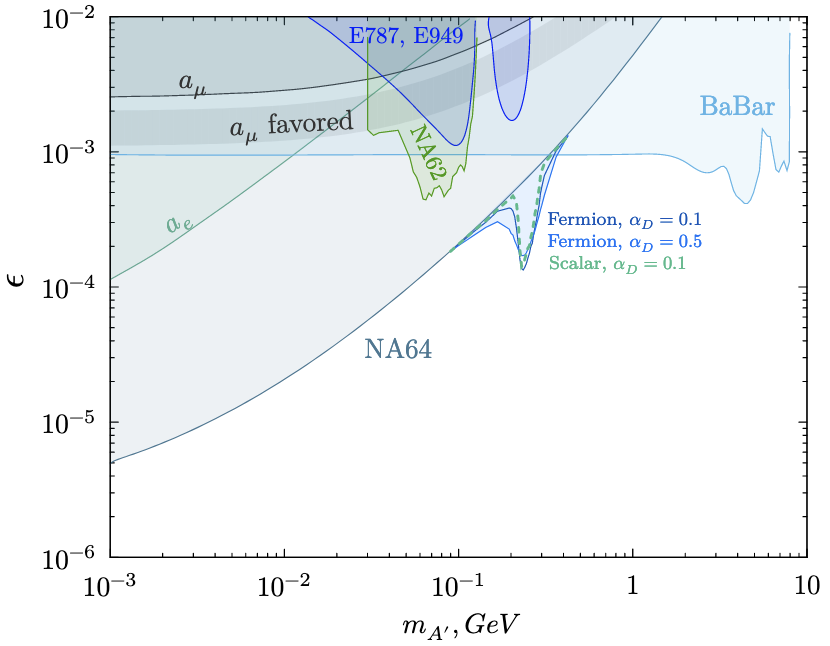 10⁻²
10⁻³
10⁻⁴
10⁻⁵
10⁻⁶
ϵ
E787, E949
a_μ
a_μ favored
NA62
BaBar
a_e
Fermion, α_D = 0.1
Fermion, α_D = 0.5
Scalar, α_D = 0.1
NA64
10⁻³ 10⁻² 10⁻¹ 1 10
m_A′, GeV